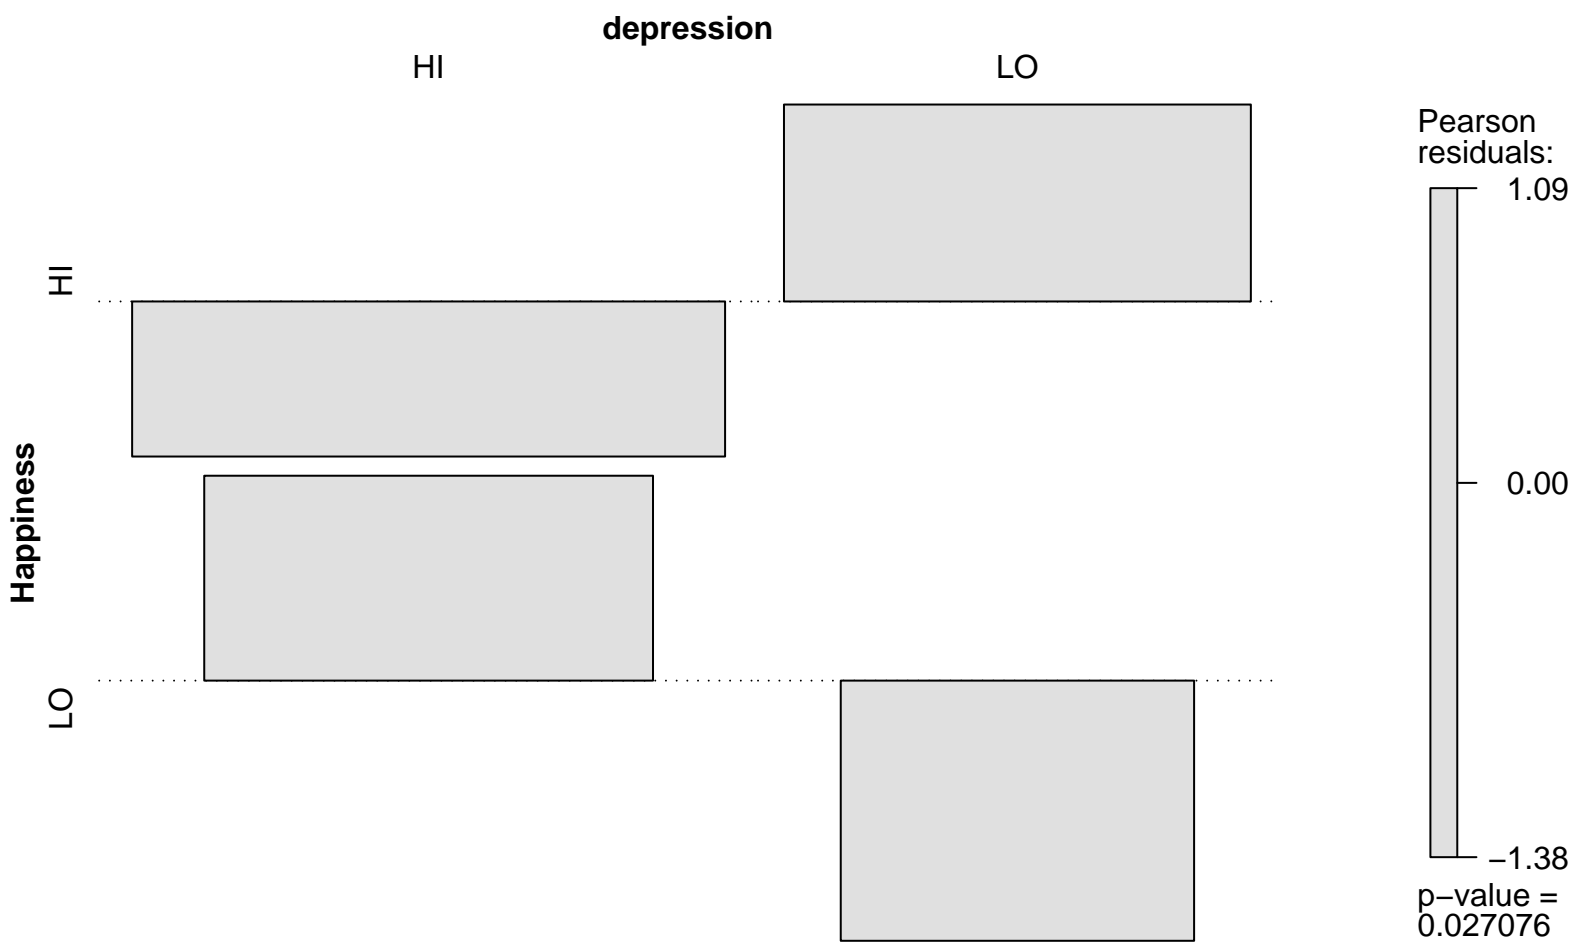 depression
HI
LO
Happiness
HI
LO
Pearson
residuals:
1.09
0.00
−1.38
p−value =
0.027076